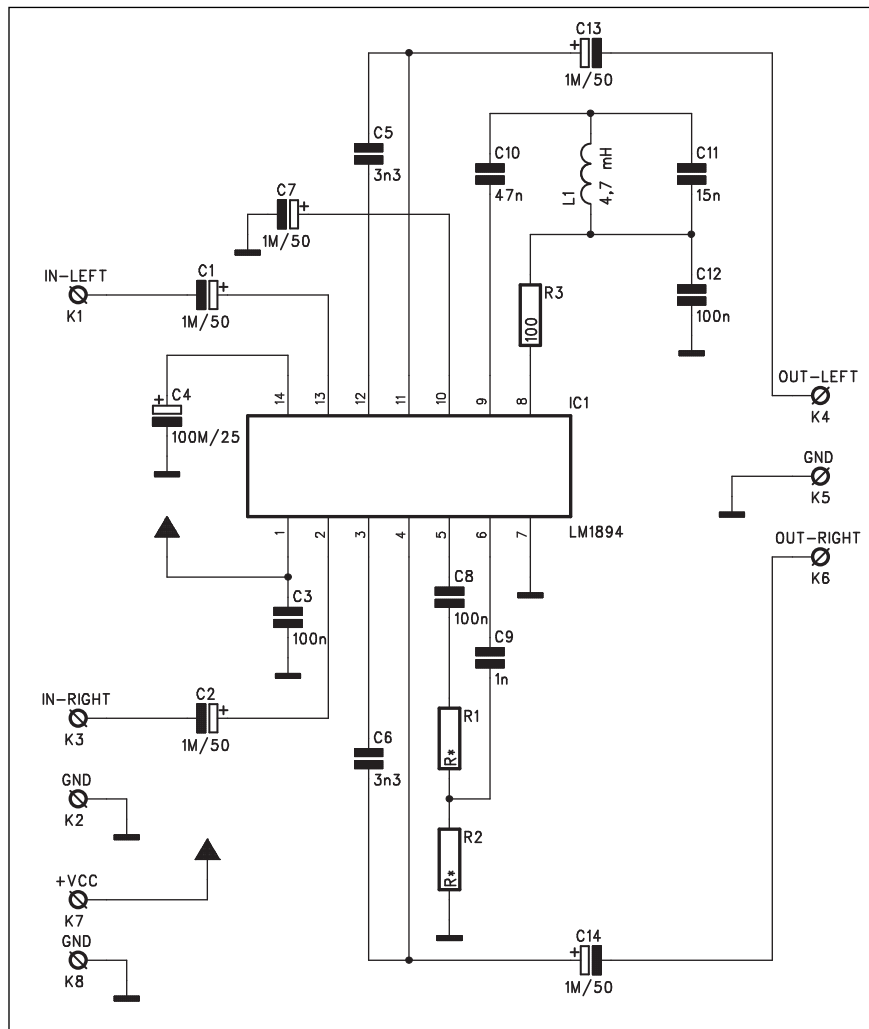 C13
1M/50
C5
3n3
C10
47n
L1
4,7 mH
C11
15n
C7
1M/50
IN-LEFT
K1
C1
1M/50
R3
100
C12
100n
C4
100M/25
14
13
12
11
10
9
8
IC1
OUT-LEFT
K4
GND
K5
1
2
3
4
5
6
7
LM1894
OUT-RIGHT
K6
C3
100n
C8
100n
C9
1n
IN-RIGHT
K3
C2
1M/50
R1
R*
C6
3n3
GND
K2
R2
R*
+VCC
K7
GND
K8
C14
1M/50